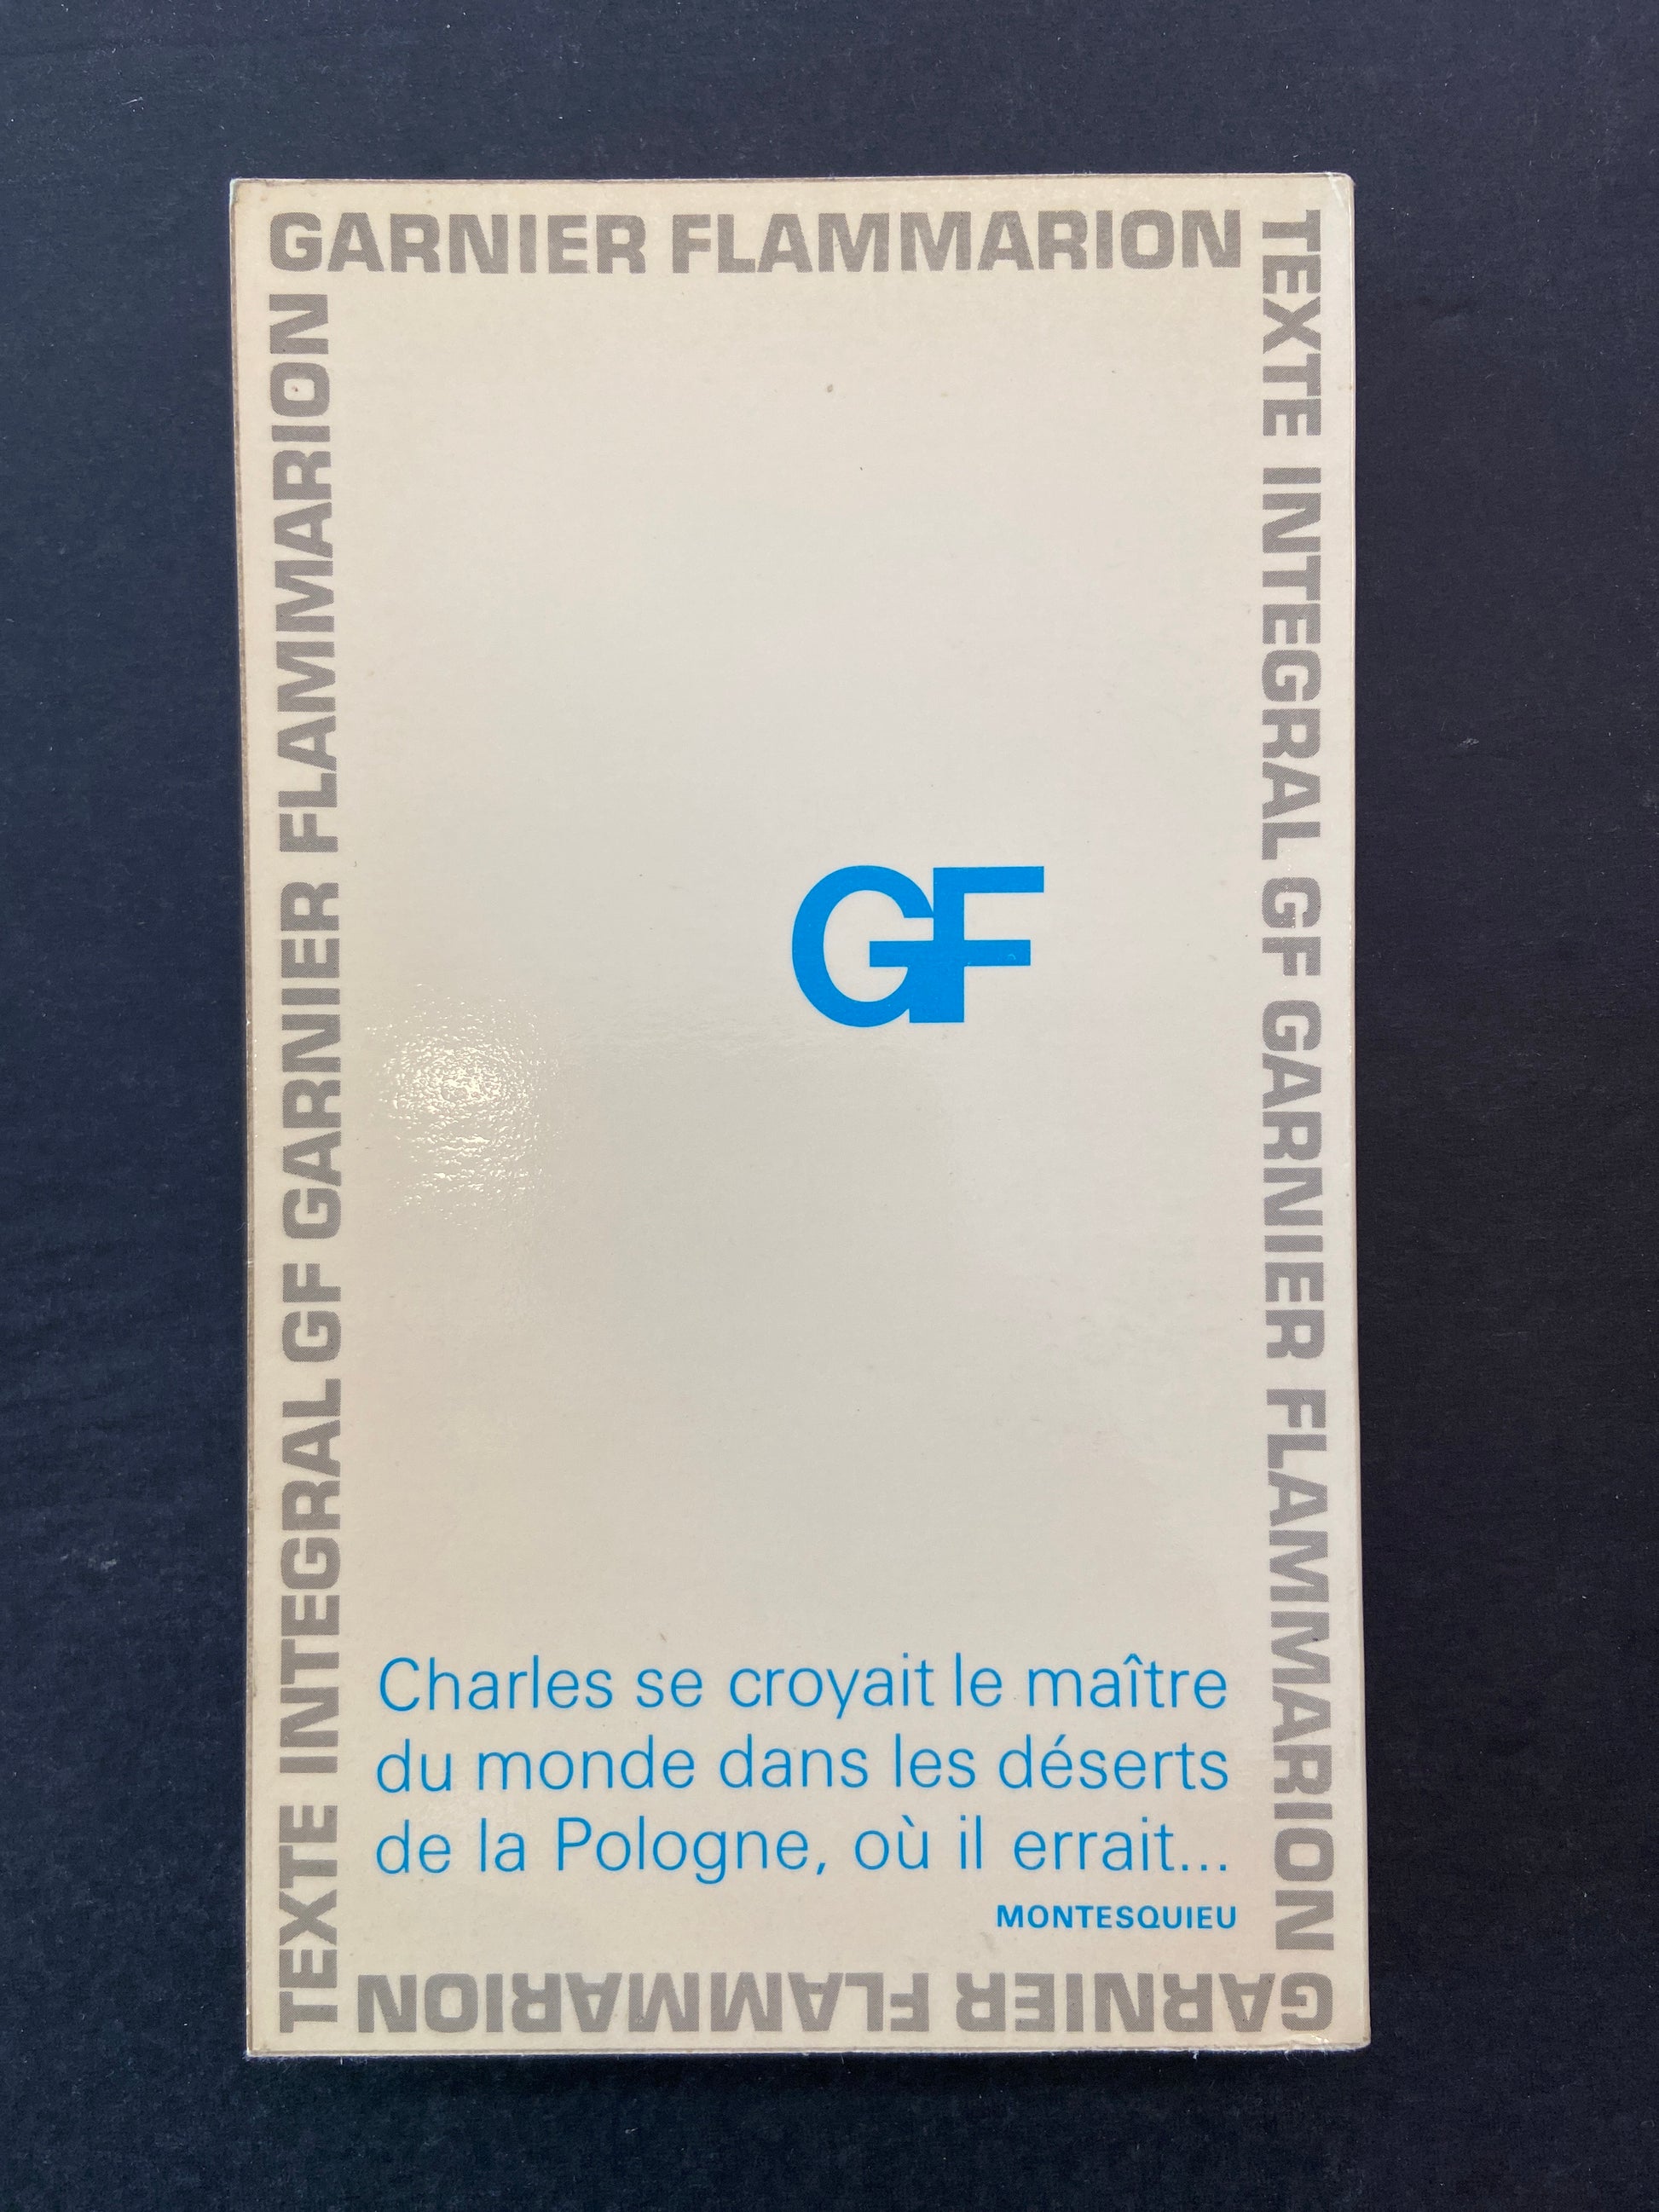 GARNIER FLAMMARION
TEXTE INTEGRAL GF GARNIER FLAMMARION
GARNIER FLAMMARION
TEXTE INTEGRAL GF GARNIER FLAMMARION
GF
Charles se croyait le maître
du monde dans les déserts
de la Pologne, où il errait...
MONTESQUIEU